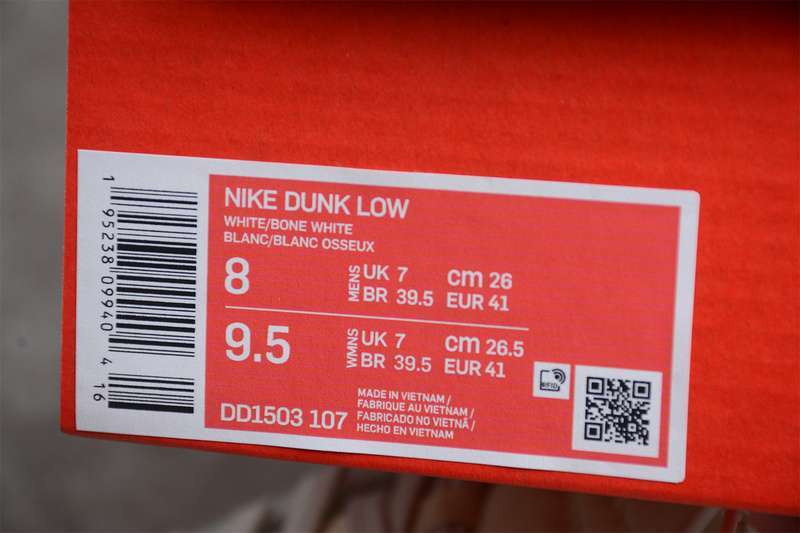 NIKE DUNK LOW
WHITE/BONE WHITE
BLANC/BLANC OSSEUX
8 MENS UK 7 cm 26
BR 39.5 EUR 41
9.5 WMNS UK 7 cm 26.5
BR 39.5 EUR 41
DD1503 107
MADE IN VIETNAM /
FABRIQUE AU VIETNAM /
FABRICADO NO VIETNÃ /
HECHO EN VIETNAM
RFID
1 95238 09940 4 16